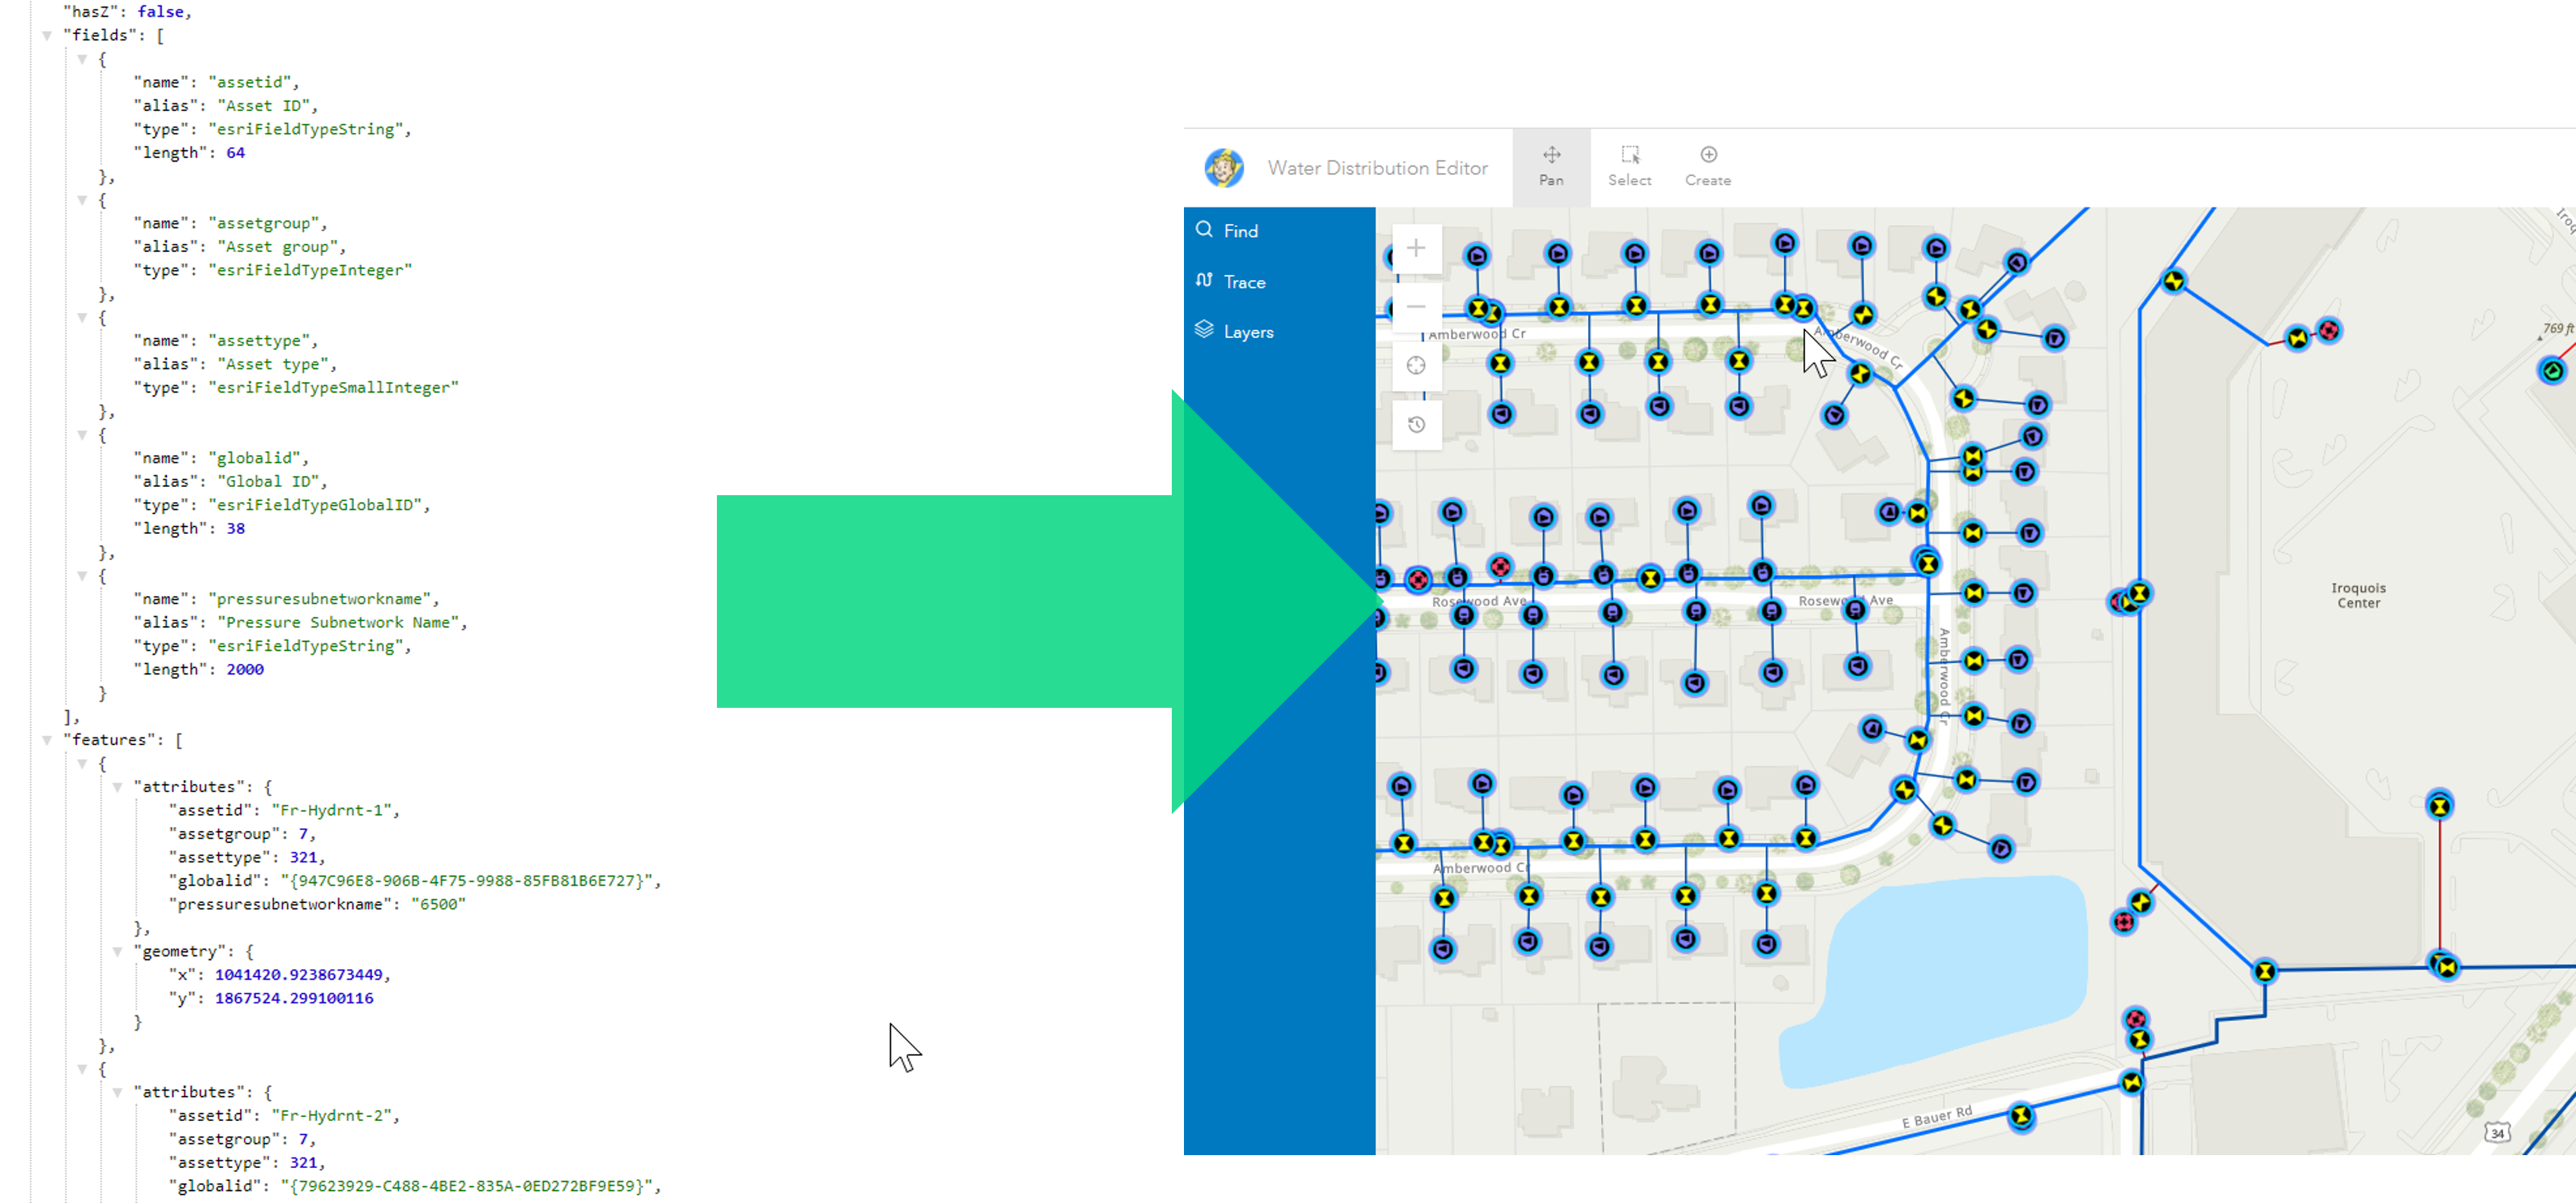 "hasZ": false,
"fields": [
{
"name": "assetid",
"alias": "Asset ID",
"type": "esriFieldTypeString",
"length": 64
},
{
"name": "assetgroup",
"alias": "Asset group",
"type": "esriFieldTypeInteger"
},
{
"name": "assettype",
"alias": "Asset type",
"type": "esriFieldTypeSmallInteger"
},
{
"name": "globalid",
"alias": "Global ID",
"type": "esriFieldTypeGlobalID",
"length": 38
},
{
"name": "pressuresubnetworkname",
"alias": "Pressure Subnetwork Name",
"type": "esriFieldTypeString",
"length": 2000
}
],
"features": [
{
"attributes": {
"assetid": "Fr-Hydrnt-1",
"assetgroup": 7,
"assettype": 321,
"globalid": "{947C96E8-906B-4F75-9988-85FB81B6E727}",
"pressuresubnetworkname": "6500"
},
"geometry": {
"x": 1041420.9238673449,
"y": 1867524.299100116
}
},
{
"attributes": {
"assetid": "Fr-Hydrnt-2",
"assetgroup": 7,
"assettype": 321,
"globalid": "{79623929-C488-4BE2-835A-0ED272BF9E59}",
Water Distribution Editor
Pan
Select
Create
Find
Trace
Layers
Amberwood Cr
Amberwood Cr
769 ft
Rosewood Ave
Rosewood Ave
Amberwood Cr
Iroquois
Center
Amberwood Cr
E Bauer Rd
34